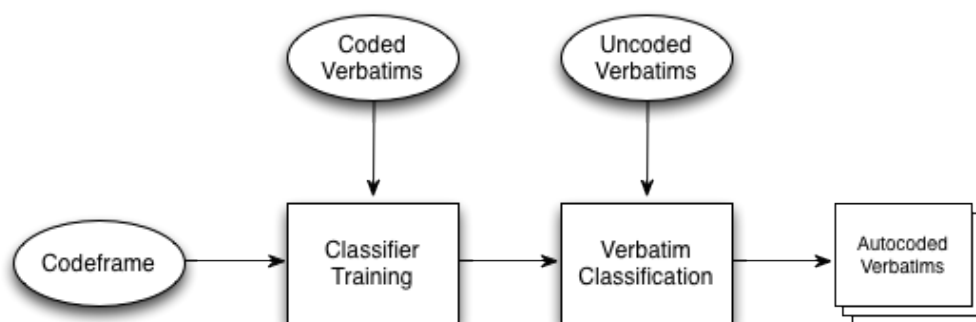 Coded
Verbatims
Uncoded
Verbatims
Codeframe
Classifier
Training
Verbatim
Classification
Autocoded
Verbatims